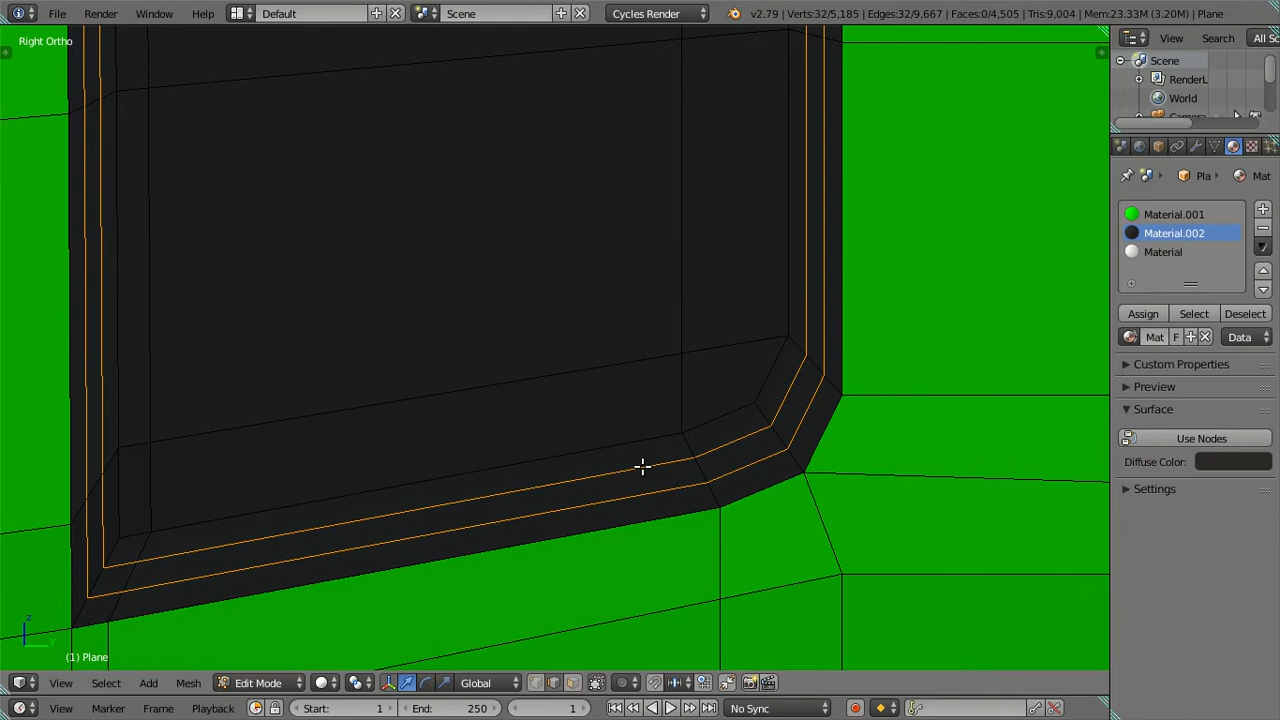 File Render Window Help Default Scene Cycles Render v2.79 | Verts:32/5,185 | Edges:32/9,667 | Faces:0/4,505 | Tris:9,004 | Mem:23.33M (3.20M) | Plane
Right Ortho
View Search All Sc
Scene
RenderL
World
Camera
Pla Mat
Material.001
Material.002
Material
Assign Select Deselect
Mat F Data
Custom Properties
Preview
Surface
Use Nodes
Diffuse Color:
Settings
z
y
(1) Plane
View Select Add Mesh Edit Mode Global
View Marker Frame Playback Start: 1 End: 250 1 No Sync